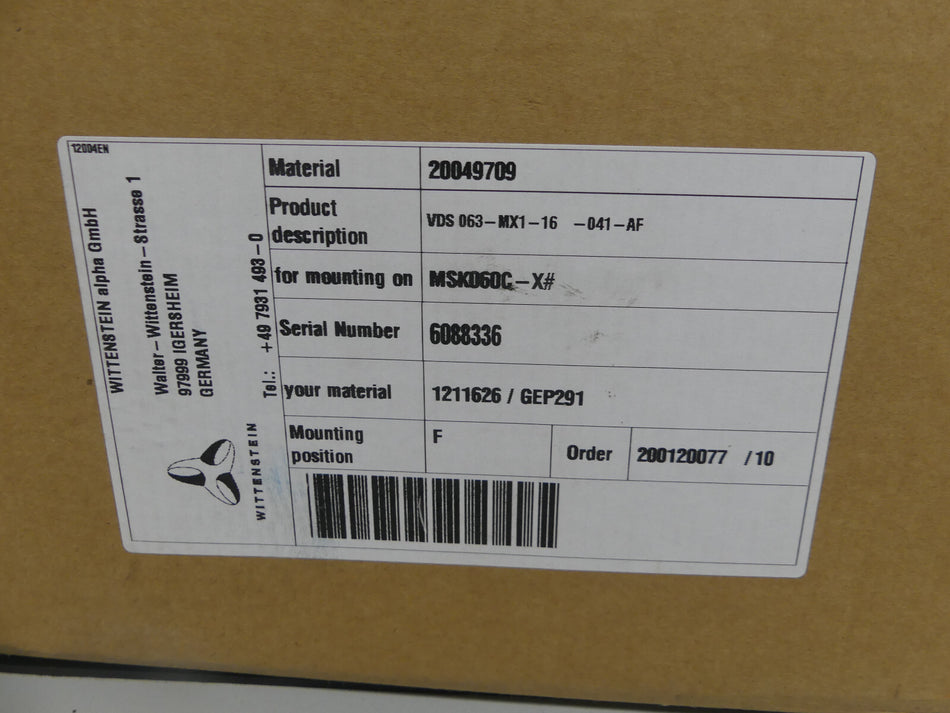 12004EN
WITTENSTEIN alpha GmbH
Walter-Wittenstein-Strasse 1
97999 IGERSHEIM
GERMANY
Tel.: +49 7931 493-0
WITTENSTEIN
Material 20049709
Product description VDS 063-MX1-16 -041-AF
for mounting on MSK060C-X#
Serial Number 6088336
your material 1211626 / GEP291
Mounting position F Order 200120077 /10